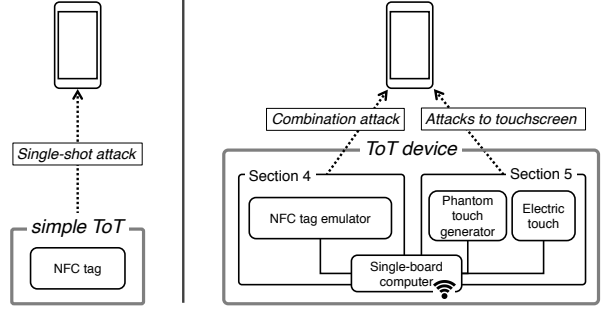 Single-shot attack
simple ToT
NFC tag
Combination attack
Attacks to touchscreen
ToT device
Section 4
Section 5
NFC tag emulator
Phantom
touch
generator
Electric
touch
Single-board
computer